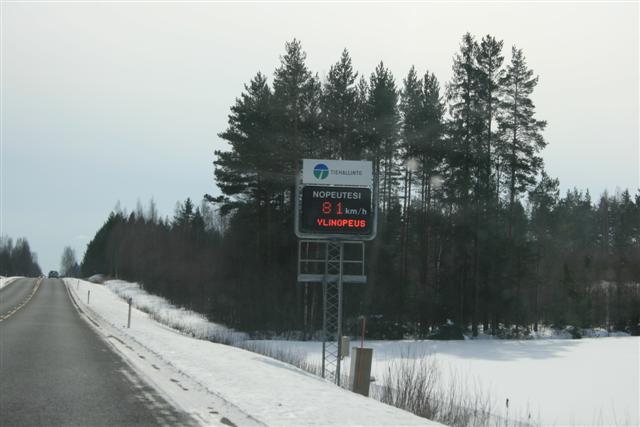 TIEHALLINTO
NOPEUTESI
81 km/h
YLINOPEUS